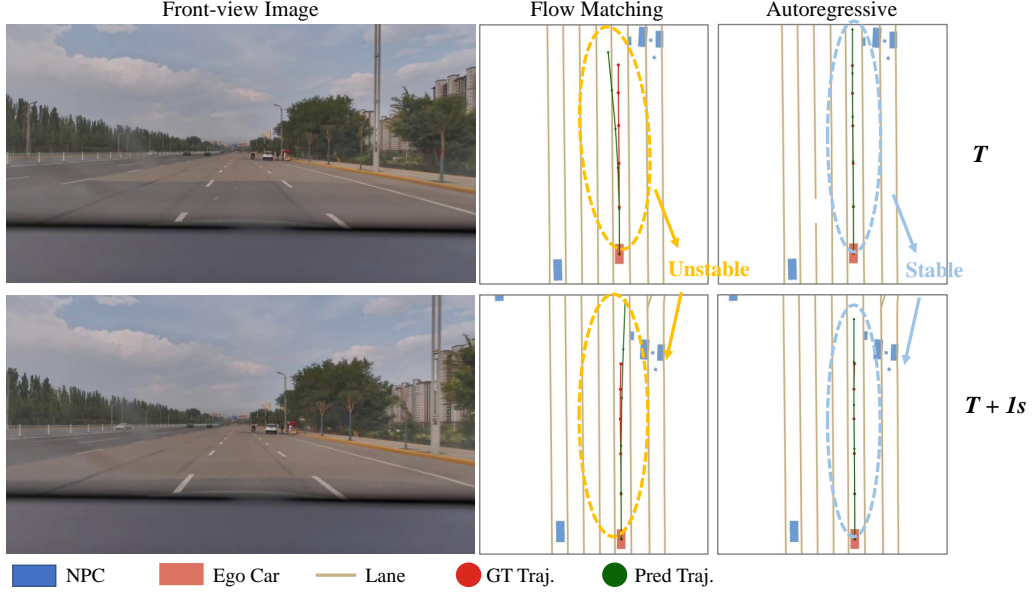 Front-view Image
Flow Matching
Autoregressive
T
Unstable
Stable
T + 1s
NPC
Ego Car
Lane
GT Traj.
Pred Traj.